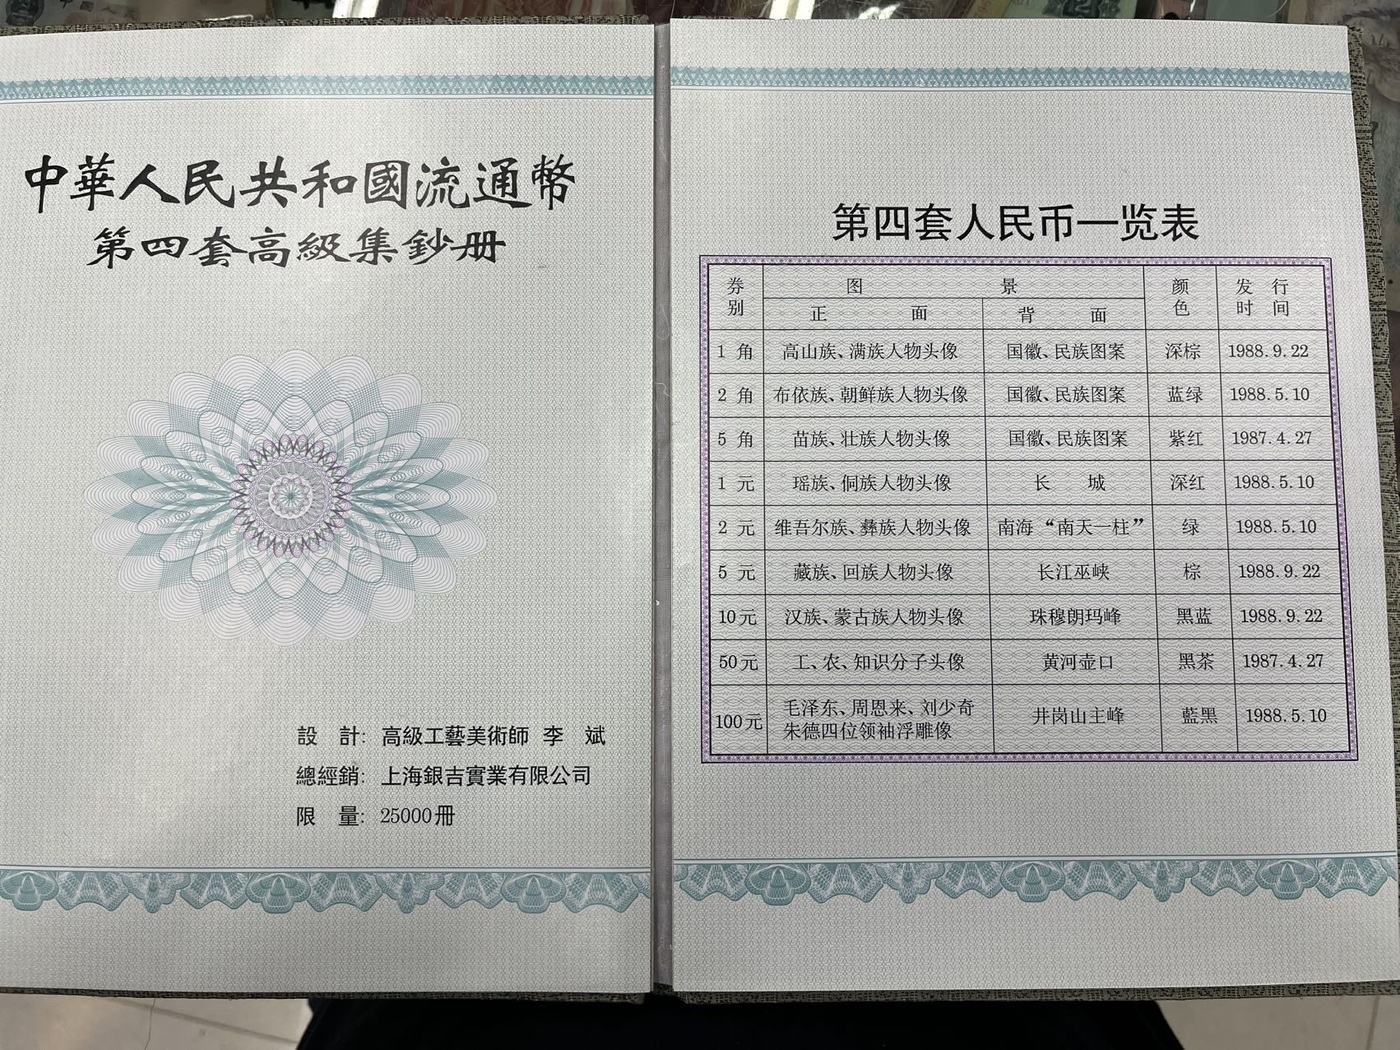 中華人民共和國流通幣
第四套高級集鈔册
設 計: 高級工藝美術師 李 斌
總經銷: 上海銀吉實業有限公司
限 量: 25000冊
第四套人民币一览表
券别 图 景 颜色 发行时间
正 面 背 面
1 角 高山族、满族人物头像 国徽、民族图案 深棕 1988.9.22
2 角 布依族、朝鲜族人物头像 国徽、民族图案 蓝绿 1988.5.10
5 角 苗族、壮族人物头像 国徽、民族图案 紫红 1987.4.27
1 元 瑶族、侗族人物头像 长 城 深红 1988.5.10
2 元 维吾尔族、彝族人物头像 南海“南天一柱” 绿 1988.5.10
5 元 藏族、回族人物头像 长江巫峡 棕 1988.9.22
10元 汉族、蒙古族人物头像 珠穆朗玛峰 黑蓝 1988.9.22
50元 工、农、知识分子头像 黄河壶口 黑茶 1987.4.27
100元 毛泽东、周恩来、刘少奇 井岗山主峰 蓝黑 1988.5.10
朱德四位领袖浮雕像